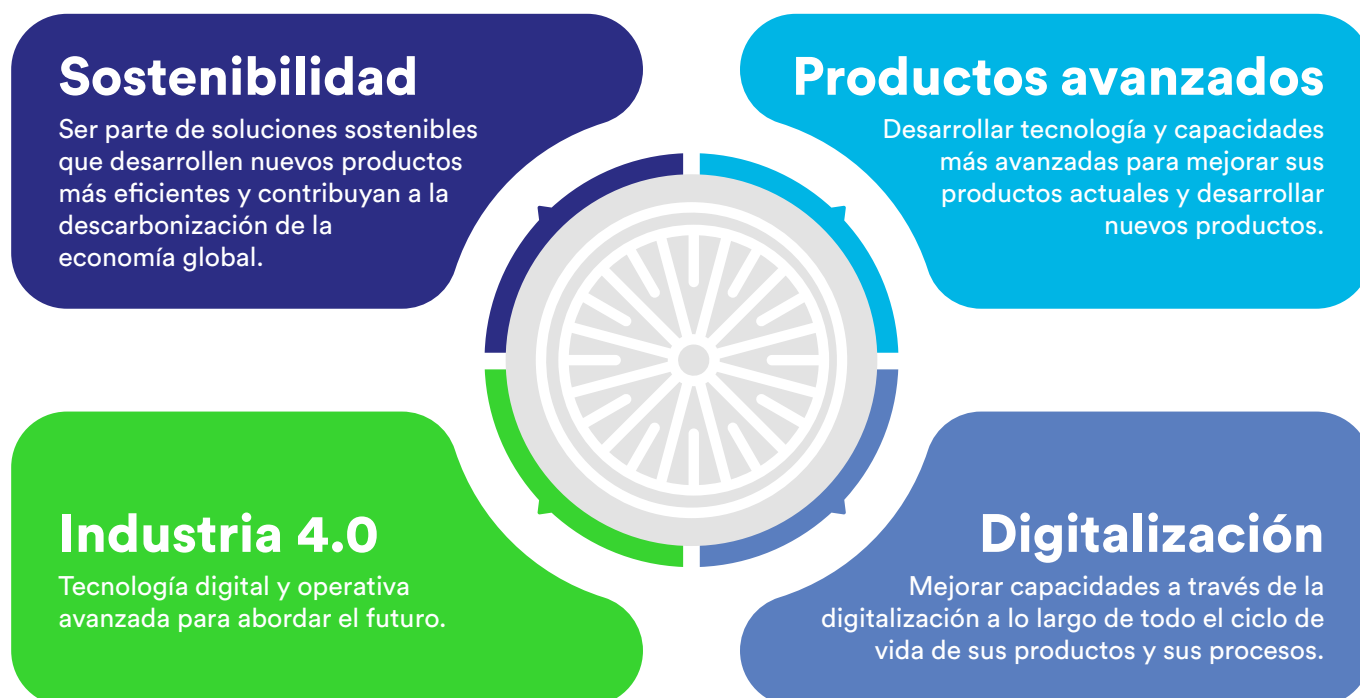 Sostenibilidad
Ser parte de soluciones sostenibles
que desarrollen nuevos productos
más eficientes y contribuyan a la
descarbonización de la
economía global.
Productos avanzados
Desarrollar tecnología y capacidades
más avanzadas para mejorar sus
productos actuales y desarrollar
nuevos productos.
Industria 4.0
Tecnología digital y operativa
avanzada para abordar el futuro.
Digitalización
Mejorar capacidades a través de la
digitalización a lo largo de todo el ciclo de
vida de sus productos y sus procesos.